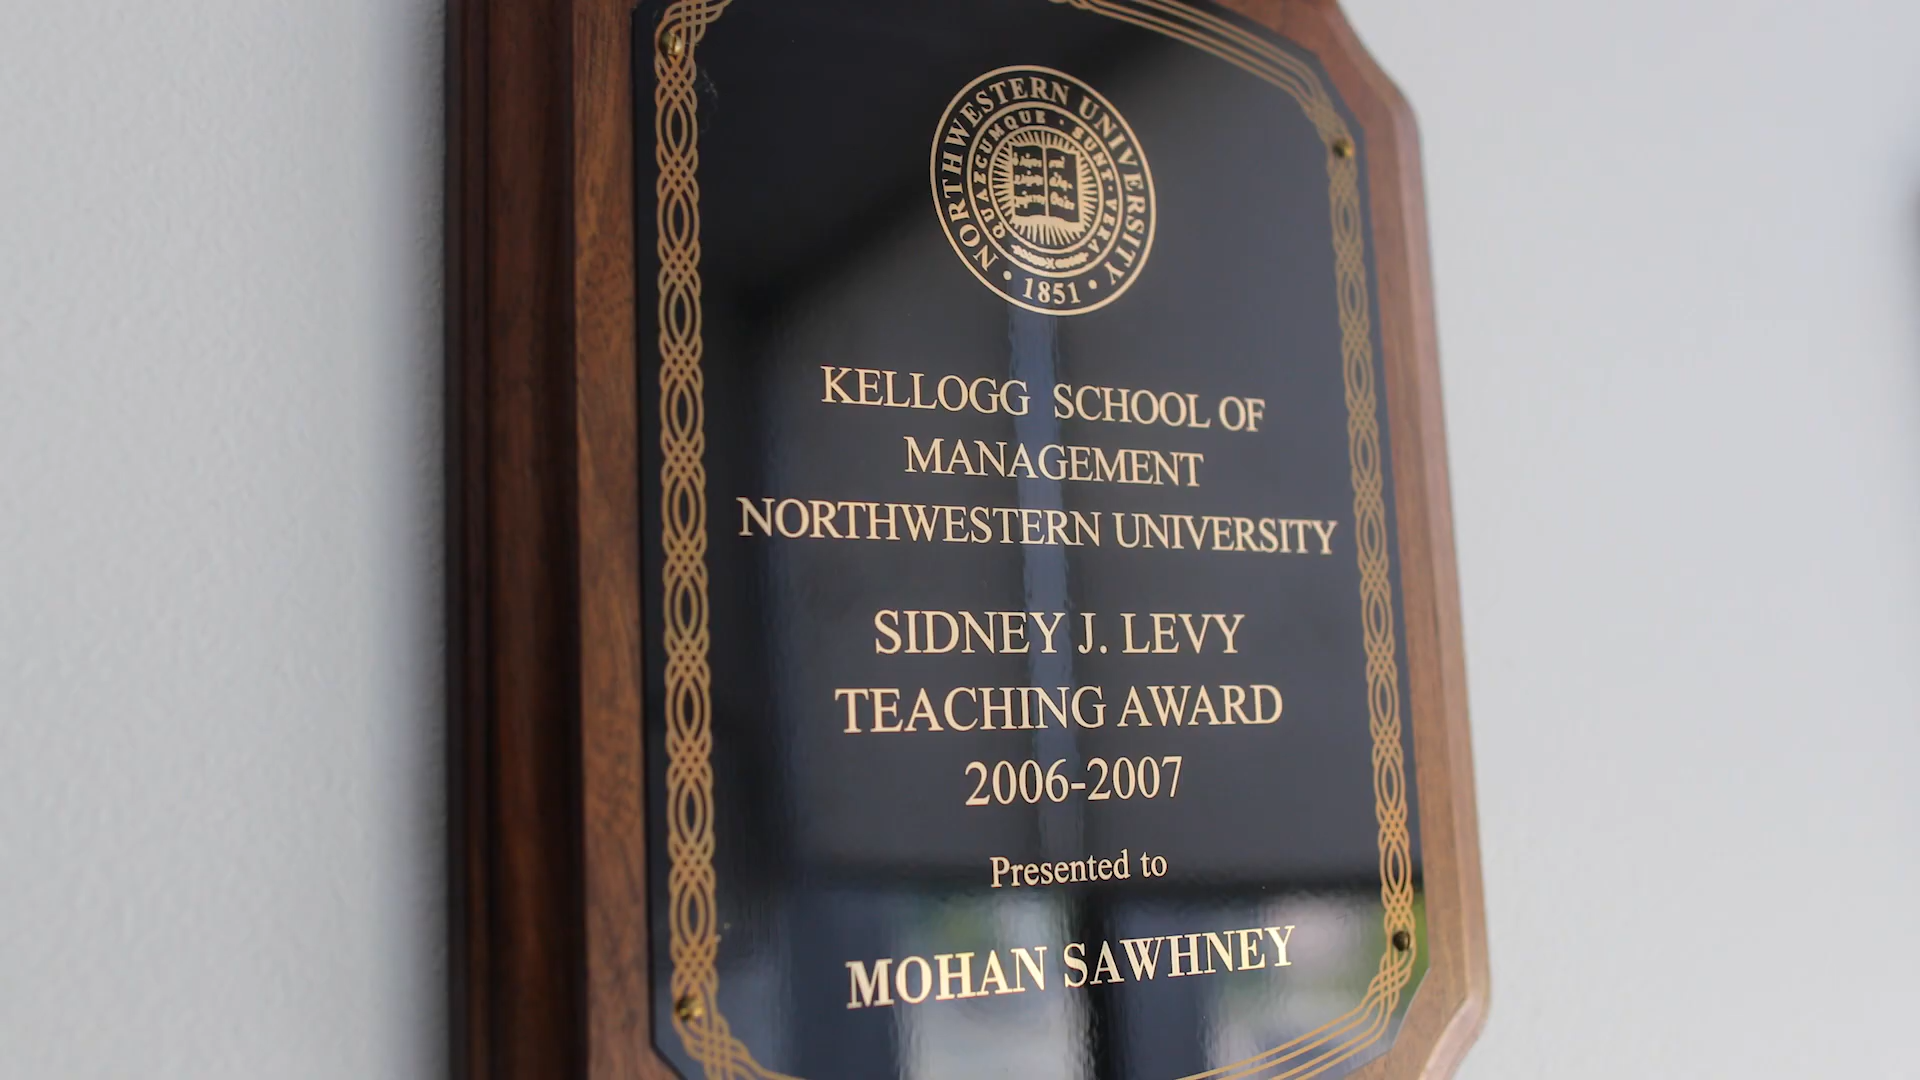 NORTHWESTERN UNIVERSITY
QUAECUMQUE · SUNT · VERA
• 1851 •
KELLOGG SCHOOL OF
MANAGEMENT
NORTHWESTERN UNIVERSITY
SIDNEY J. LEVY
TEACHING AWARD
2006-2007
Presented to
MOHAN SAWHNEY